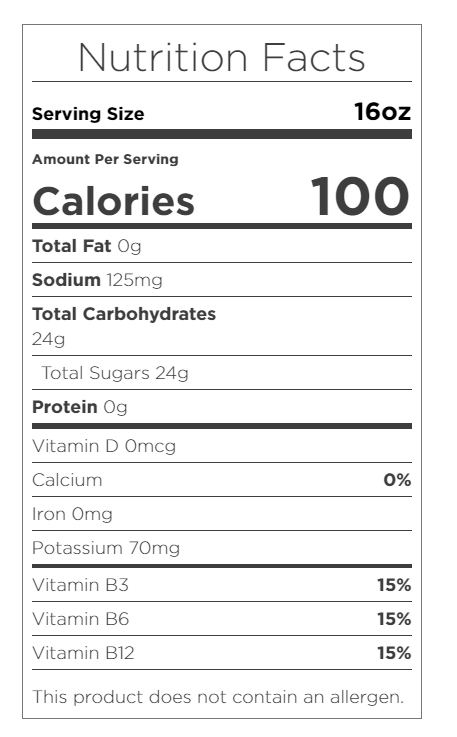 Nutrition Facts
Serving Size 16oz
Amount Per Serving
Calories 100
Total Fat 0g
Sodium 125mg
Total Carbohydrates
24g
Total Sugars 24g
Protein 0g
Vitamin D 0mcg
Calcium 0%
Iron 0mg
Potassium 70mg
Vitamin B3 15%
Vitamin B6 15%
Vitamin B12 15%
This product does not contain an allergen.